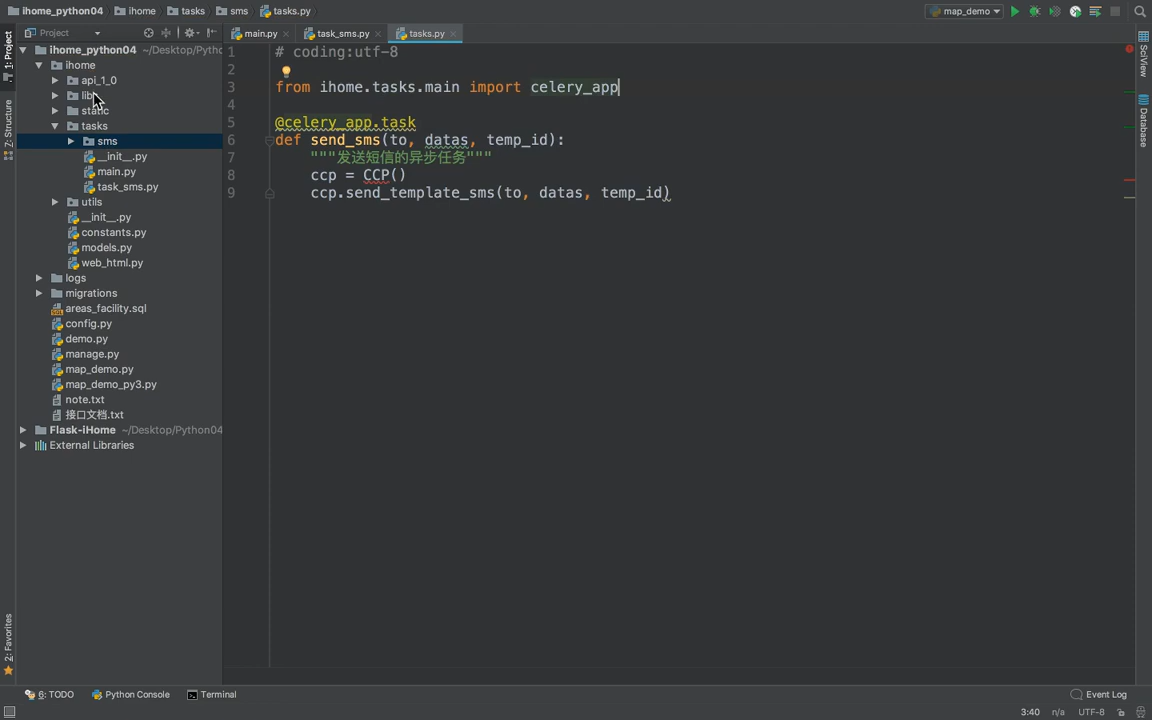 ihome_python04 ihome tasks sms tasks.py map_demo
1: Project
Project
main.py task_sms.py tasks.py
ihome_python04 ~/Desktop/Pytho
ihome
api_1_0
lib
static
tasks
sms
__init__.py
main.py
task_sms.py
utils
__init__.py
constants.py
models.py
web_html.py
logs
migrations
areas_facility.sql
config.py
demo.py
manage.py
map_demo.py
map_demo_py3.py
note.txt
接口文档.txt
Flask-iHome ~/Desktop/Python04
External Libraries
1 # coding:utf-8
2
3 from ihome.tasks.main import celery_app
4
5 @celery_app.task
6 def send_sms(to, datas, temp_id):
7 """发送短信的异步任务"""
8 ccp = CCP()
9 ccp.send_template_sms(to, datas, temp_id)
Z: Structure
2: Favorites
SciView
Database
6: TODO Python Console Terminal Event Log
3:40 n/a UTF-8